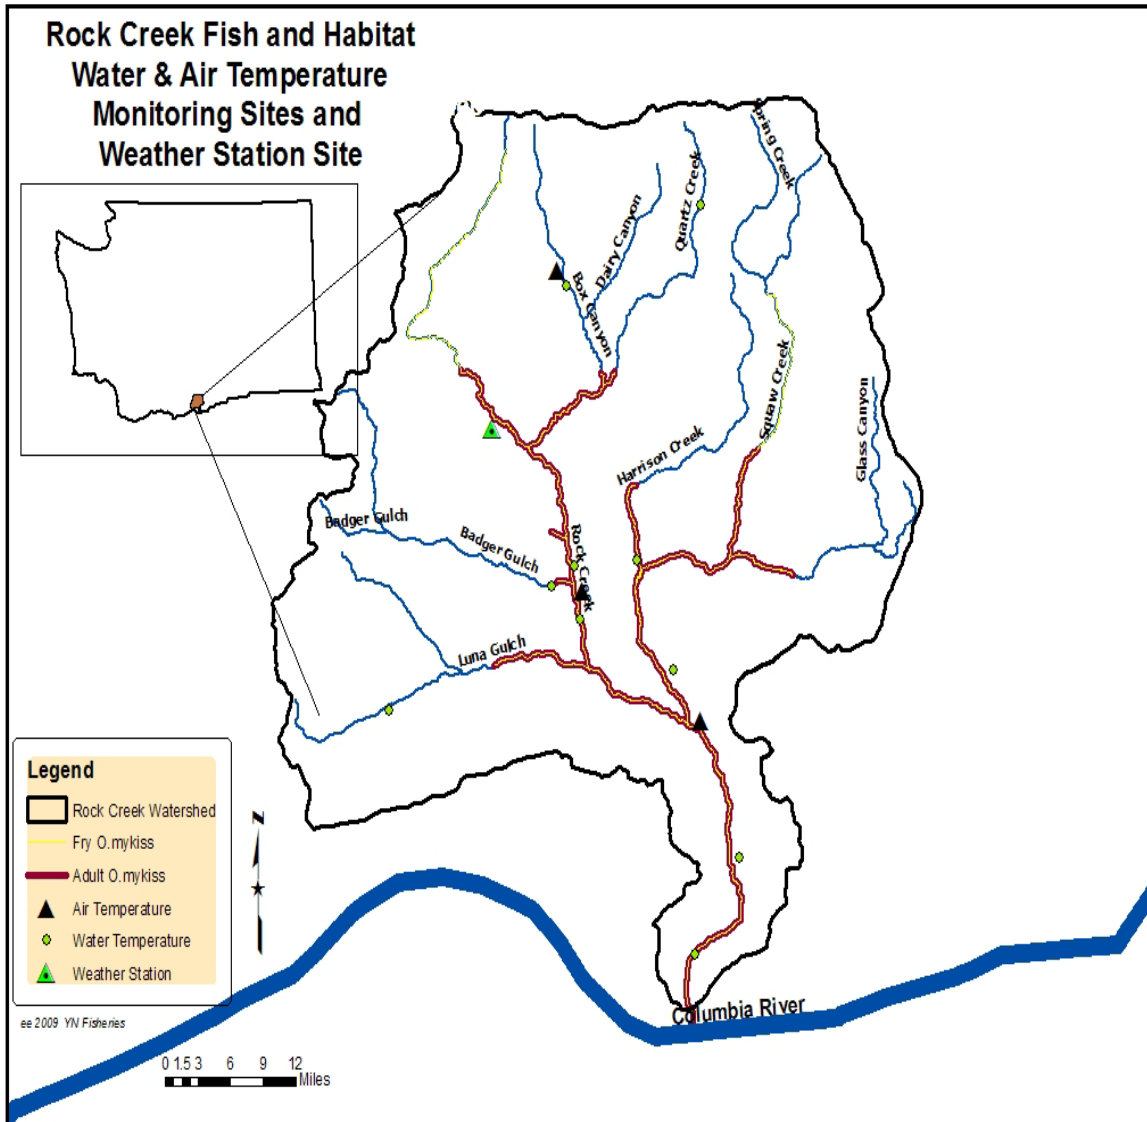 Rock Creek Fish and Habitat
Water & Air Temperature
Monitoring Sites and
Weather Station Site
Spring Creek
Quartz Creek
Dairy Canyon
Box Canyon
Squaw Creek
Glass Canyon
Harrison Creek
Badger Gulch
Badger Gulch
Rock Creek
Luna Gulch
Legend
Rock Creek Watershed
Fry O.mykiss
Adult O.mykiss
Air Temperature
Water Temperature
Weather Station
N
Columbia River
ee 2009 YN Fisheries
0 1.5 3 6 9 12
Miles